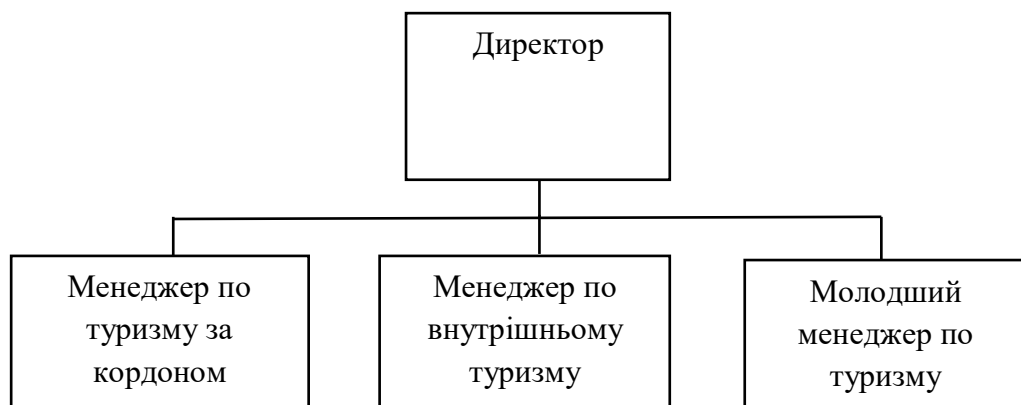 Директор
Менеджер по
туризму за
кордоном
Менеджер по
внутрішньому
туризму
Молодший
менеджер по
туризму